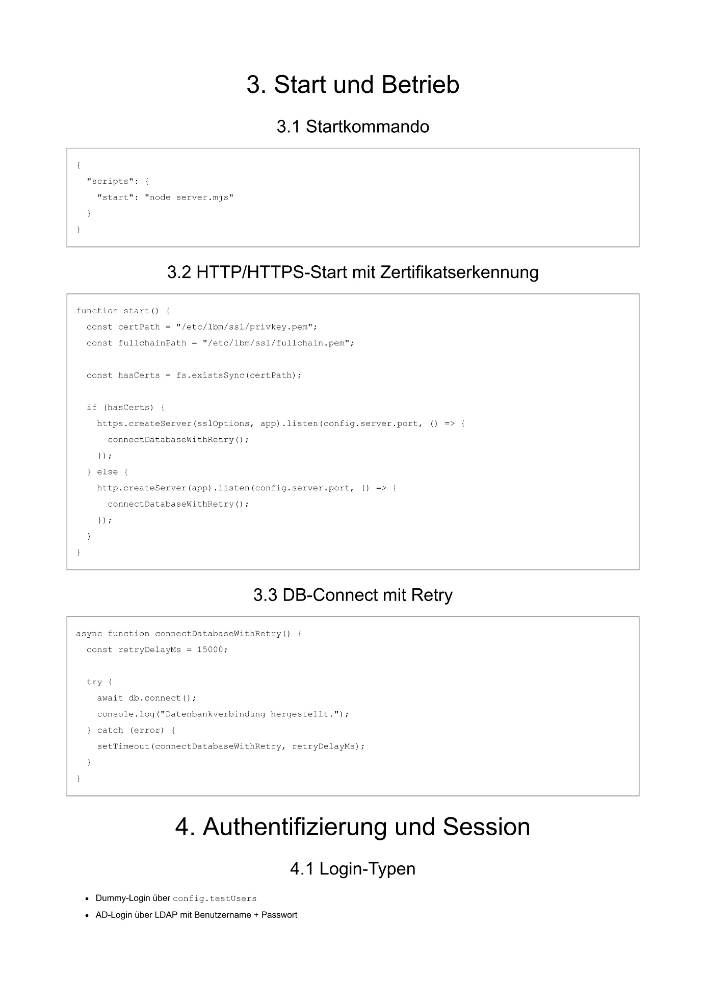 3. Start und Betrieb
3.1 Startkommando
{
  "scripts": {
    "start": "node server.mjs"
  }
}
3.2 HTTP/HTTPS-Start mit Zertifikatserkennung
function start() {
  const certPath = "/etc/lbm/ssl/privkey.pem";
  const fullchainPath = "/etc/lbm/ssl/fullchain.pem";

  const hasCerts = fs.existsSync(certPath);

  if (hasCerts) {
    https.createServer(sslOptions, app).listen(config.server.port, () => {
      connectDatabaseWithRetry();
    });
  } else {
    http.createServer(app).listen(config.server.port, () => {
      connectDatabaseWithRetry();
    });
  }
}
3.3 DB-Connect mit Retry
async function connectDatabaseWithRetry() {
  const retryDelayMs = 15000;

  try {
    await db.connect();
    console.log("Datenbankverbindung hergestellt.");
  } catch (error) {
    setTimeout(connectDatabaseWithRetry, retryDelayMs);
  }
}
4. Authentifizierung und Session
4.1 Login-Typen
• Dummy-Login über config.testUsers
• AD-Login über LDAP mit Benutzername + Passwort